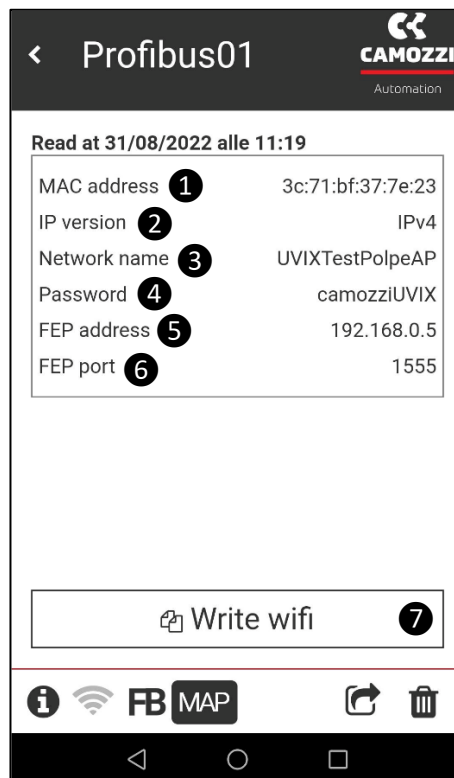 Profibus01
CAMOZZI
Automation
Read at 31/08/2022 alle 11:19
MAC address 1 3c:71:bf:37:7e:23
IP version 2 IPv4
Network name 3 UVIXTestPolpeAP
Password 4 camozziUVIX
FEP address 5 192.168.0.5
FEP port 6 1555
Write wifi 7
i FB MAP